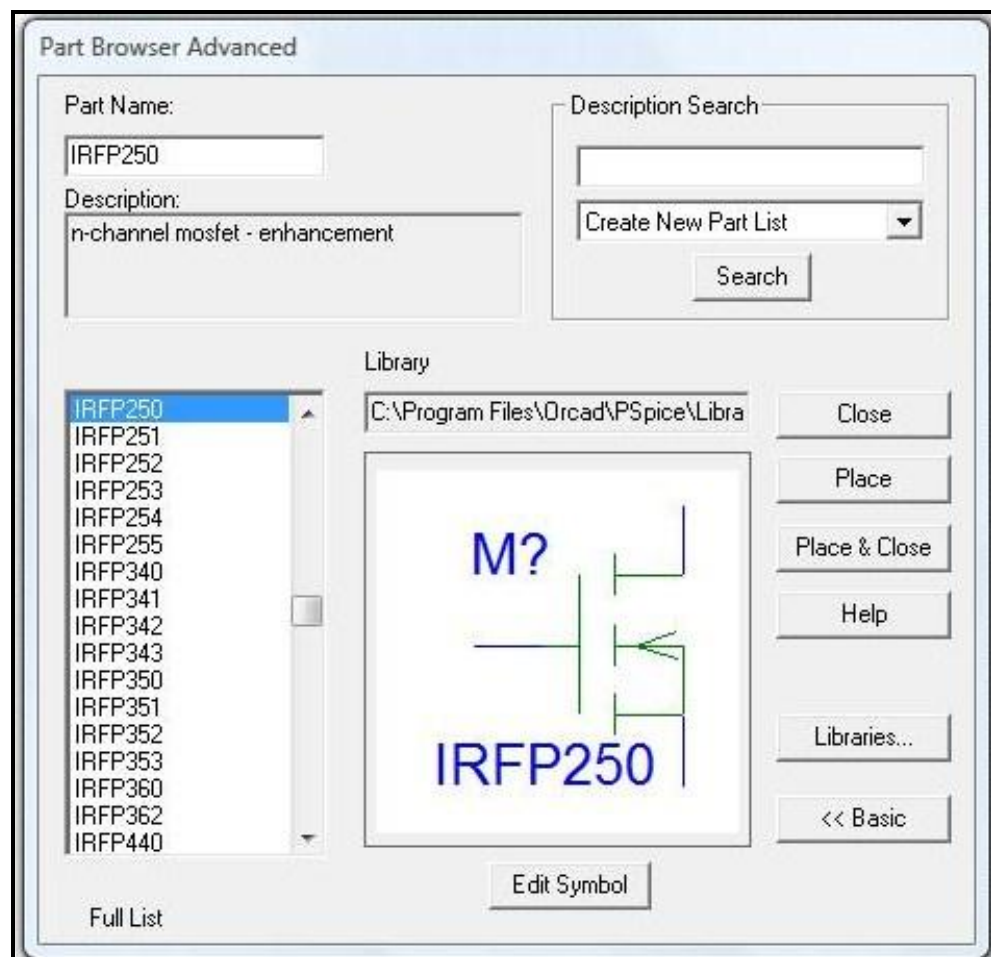 Part Browser Advanced
Part Name:
IRFP250
Description:
n-channel mosfet - enhancement
Description Search
Create New Part List
Search
Library
C:\Program Files\Orcad\PSpice\Libra
IRFP250
IRFP251
IRFP252
IRFP253
IRFP254
IRFP255
IRFP340
IRFP341
IRFP342
IRFP343
IRFP350
IRFP351
IRFP352
IRFP353
IRFP360
IRFP362
IRFP440
Full List
M?
IRFP250
Edit Symbol
Close
Place
Place & Close
Help
Libraries...
<< Basic